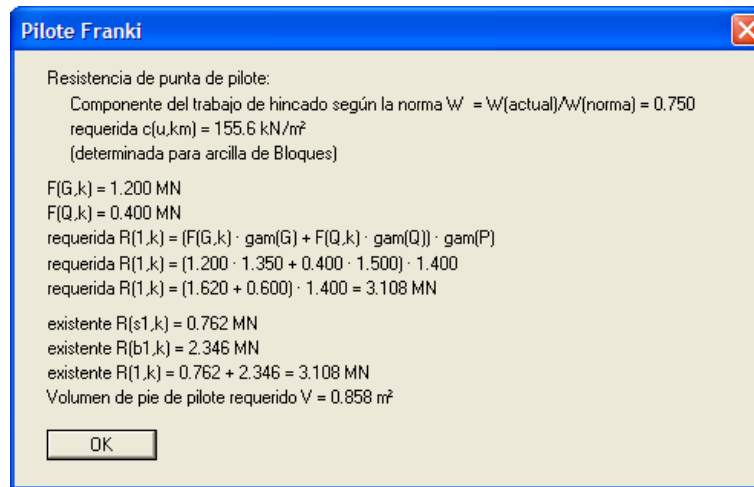 Pilote Franki
Resistencia de punta de pilote:
Componente del trabajo de hincado según la norma W' = W(actual)/W(norma) = 0.750
requerida c(u,km) = 155.6 kN/m²
(determinada para arcilla de Bloques)
F(G,k) = 1.200 MN
F(Q,k) = 0.400 MN
requerida R(1,k) = (F(G,k) · gam(G) + F(Q,k) · gam(Q)) · gam(P)
requerida R(1,k) = (1.200 · 1.350 + 0.400 · 1.500) · 1.400
requerida R(1,k) = (1.620 + 0.600) · 1.400 = 3.108 MN
existente R(s1,k) = 0.762 MN
existente R(b1,k) = 2.346 MN
existente R(1,k) = 0.762 + 2.346 = 3.108 MN
Volumen de pie de pilote requerido V = 0.858 m²
OK